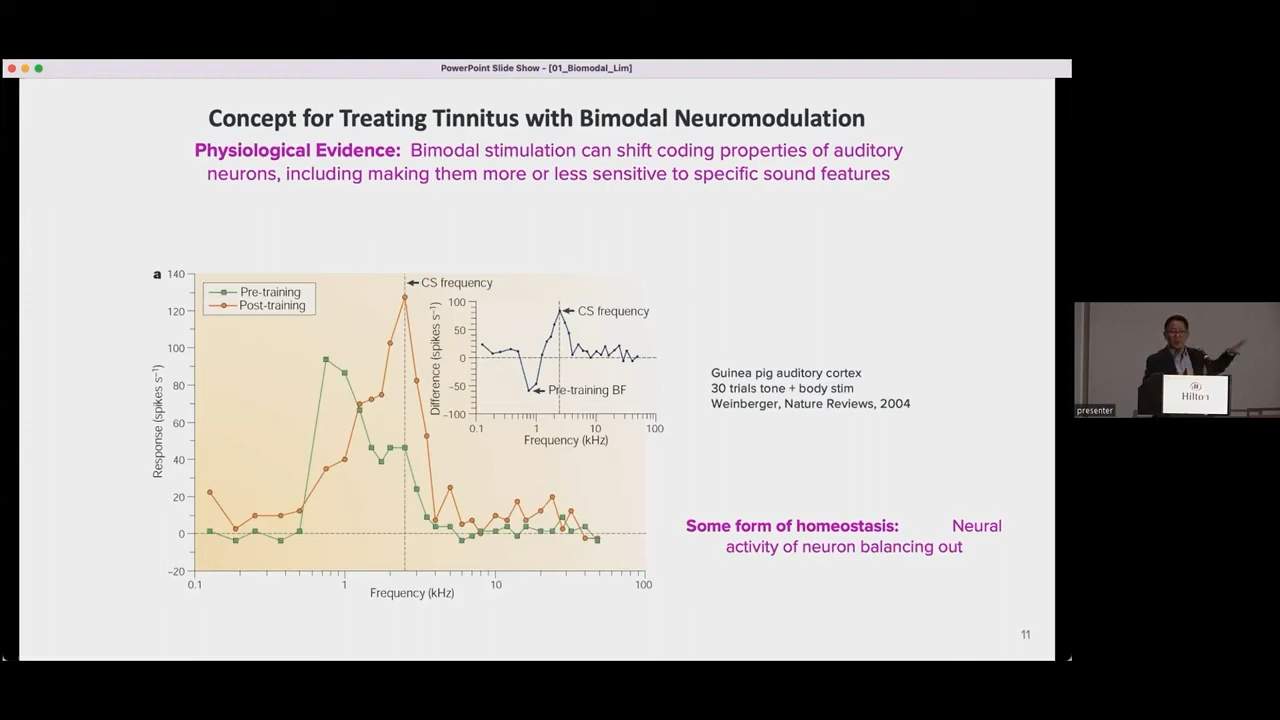 PowerPoint Slide Show - [01_Biomodal_Lim]
Concept for Treating Tinnitus with Bimodal Neuromodulation
Physiological Evidence: Bimodal stimulation can shift coding properties of auditory
neurons, including making them more or less sensitive to specific sound features
a
Pre-training
Post-training
CS frequency
140
120
100
80
60
40
20
0
–20
Response (spikes s⁻¹)
0.1
1
10
100
Frequency (kHz)
CS frequency
Pre-training BF
100
50
0
–50
–100
Difference (spikes s⁻¹)
0.1
1
10
100
Frequency (kHz)
Guinea pig auditory cortex
30 trials tone + body stim
Weinberger, Nature Reviews, 2004
Some form of homeostasis: Neural
activity of neuron balancing out
11
Hilton
presenter